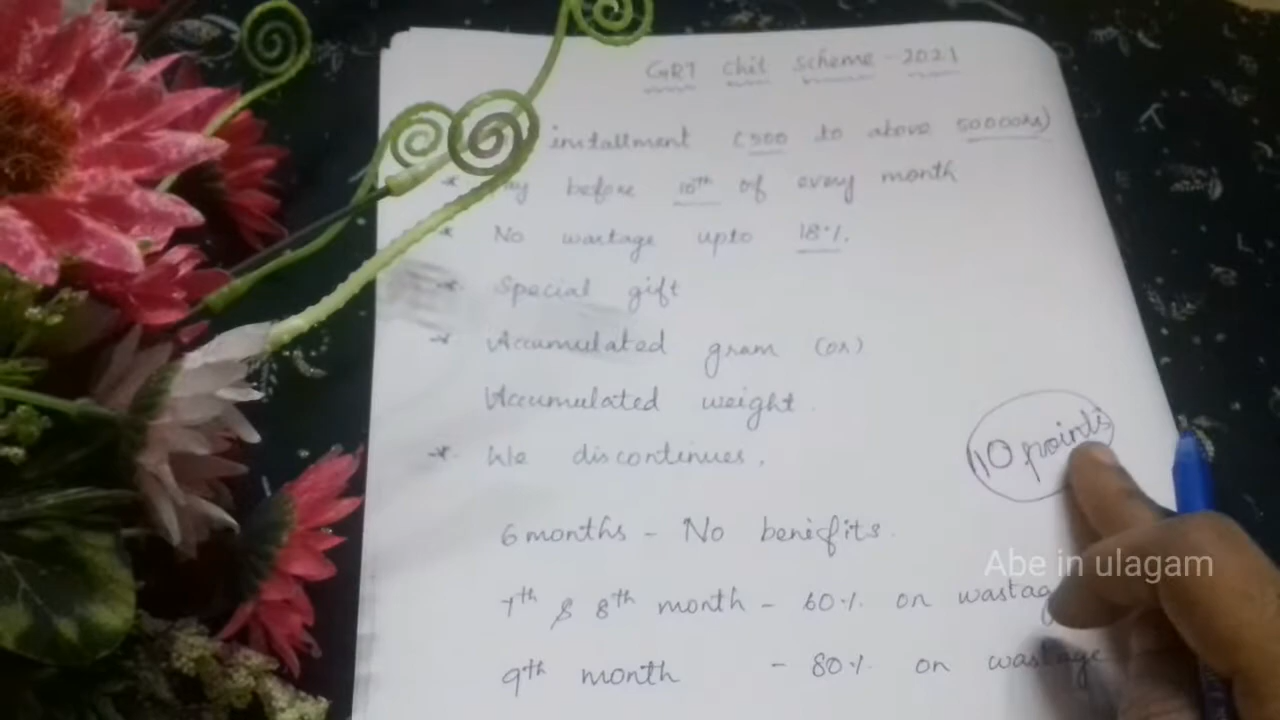 GRT Chit Scheme - 2021
installment (500 to above 50000rs)
before 10th of every month
* No wastage upto 18%.
* Special gift
* Accumulated gram (or)
Accumulated weight.
* We discontinues.
10 points
6 months - No benefits.
Abe in ulagam
7th & 8th month - 60% on wastag
9th month - 80% on wastage